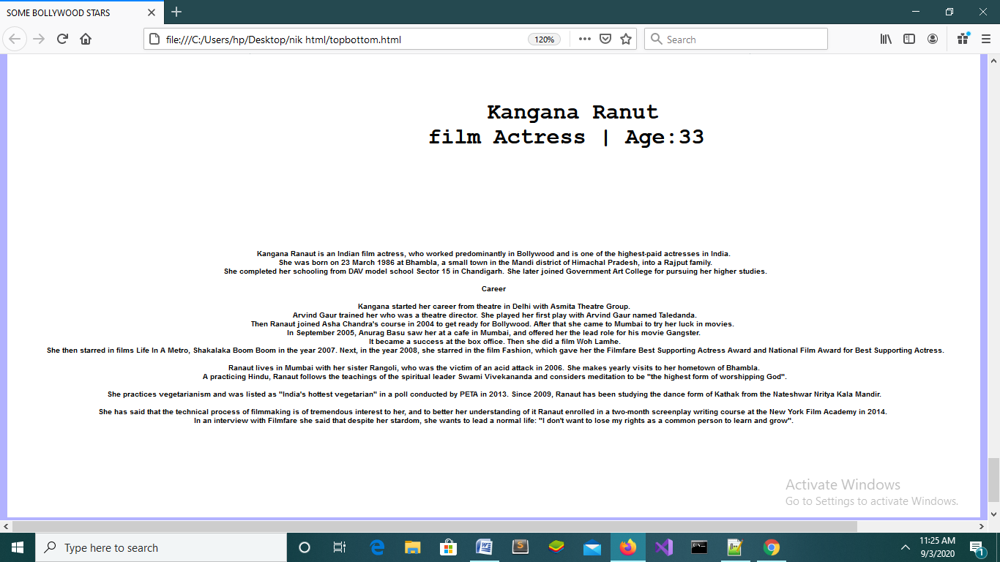 SOME BOLLYWOOD STARS
file:///C:/Users/hp/Desktop/nik html/topbottom.html
120%
Search
Kangana Ranut
film Actress | Age:33
Kangana Ranaut is an Indian film actress, who worked predominantly in Bollywood and is one of the highest-paid actresses in India.
She was born on 23 March 1986 at Bhambla, a small town in the Mandi district of Himachal Pradesh, into a Rajput family.
She completed her schooling from DAV model school Sector 15 in Chandigarh. She later joined Government Art College for pursuing her higher studies.
Career
Kangana started her career from theatre in Delhi with Asmita Theatre Group.
Arvind Gaur trained her who was a theatre director. She played her first play with Arvind Gaur named Taledanda.
Then Ranaut joined Asha Chandra's course in 2004 to get ready for Bollywood. After that she came to Mumbai to try her luck in movies.
In September 2005, Anurag Basu saw her at a cafe in Mumbai, and offered her the lead role for his movie Gangster.
It became a success at the box office. Then she did a film Woh Lamhe.
She then starred in films Life In A Metro, Shakalaka Boom Boom in the year 2007. Next, in the year 2008, she starred in the film Fashion, which gave her the Filmfare Best Supporting Actress Award and National Film Award for Best Supporting Actress.
Ranaut lives in Mumbai with her sister Rangoli, who was the victim of an acid attack in 2006. She makes yearly visits to her hometown of Bhambla.
A practicing Hindu, Ranaut follows the teachings of the spiritual leader Swami Vivekananda and considers meditation to be "the highest form of worshipping God".
She practices vegetarianism and was listed as "India's hottest vegetarian" in a poll conducted by PETA in 2013. Since 2009, Ranaut has been studying the dance form of Kathak from the Nateshwar Nritya Kala Mandir.
She has said that the technical process of filmmaking is of tremendous interest to her, and to better her understanding of it Ranaut enrolled in a two-month screenplay writing course at the New York Film Academy in 2014.
In an interview with Filmfare she said that despite her stardom, she wants to lead a normal life: "I don't want to lose my rights as a common person to learn and grow".
Activate Windows
Go to Settings to activate Windows.
Type here to search
11:25 AM
9/3/2020
1